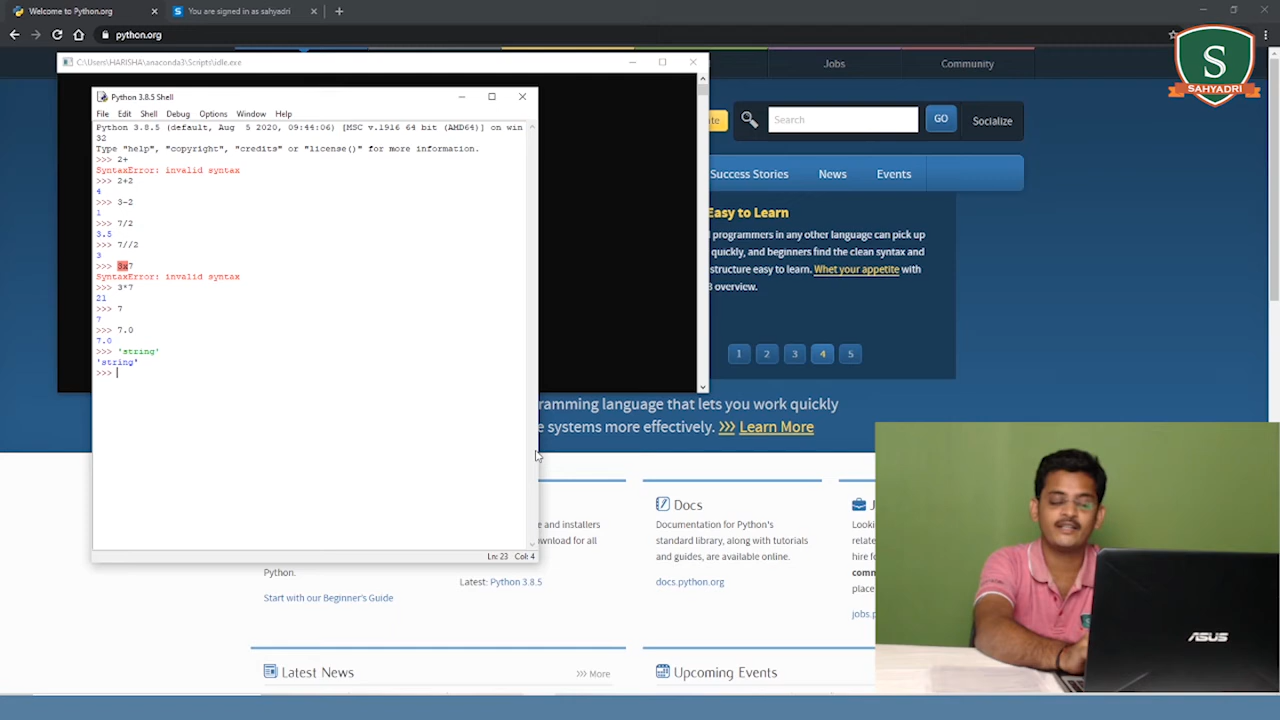 Welcome to Python.org
You are signed in as sahyadri
python.org
C:\Users\HARISHA\anaconda3\Scripts\idle.exe
Jobs
Community
S
SAHYADRI
Python 3.8.5 Shell
File Edit Shell Debug Options Window Help
Search
GO
Socialize
Python 3.8.5 (default, Aug 5 2020, 09:44:06) [MSC v.1916 64 bit (AMD64)] on win
32
Type "help", "copyright", "credits" or "license()" for more information.
>>> 2+
SyntaxError: invalid syntax
>>> 2+2
4
>>> 3-2
1
>>> 7/2
3.5
>>> 7//2
3
>>> 3x7
SyntaxError: invalid syntax
>>> 3*7
21
>>> 7
7
>>> 7.0
7.0
>>> 'string'
'string'
>>>
Ln: 23 Col: 4
Success Stories
News
Events
Easy to Learn
programmers in any other language can pick up
quickly, and beginners find the clean syntax and
structure easy to learn. Whet your appetite with
3 overview.
1 2 3 4 5
language that lets you work quickly
systems more effectively. >>> Learn More
and installers
for all
Python.
Latest: Python 3.8.5
Start with our Beginner's Guide
Docs
Documentation for Python's
standard library, along with tutorials
and guides, are available online.
docs.python.org
hire f
place
jobs.p
Latest News
>>> More
Upcoming Events
ASUS